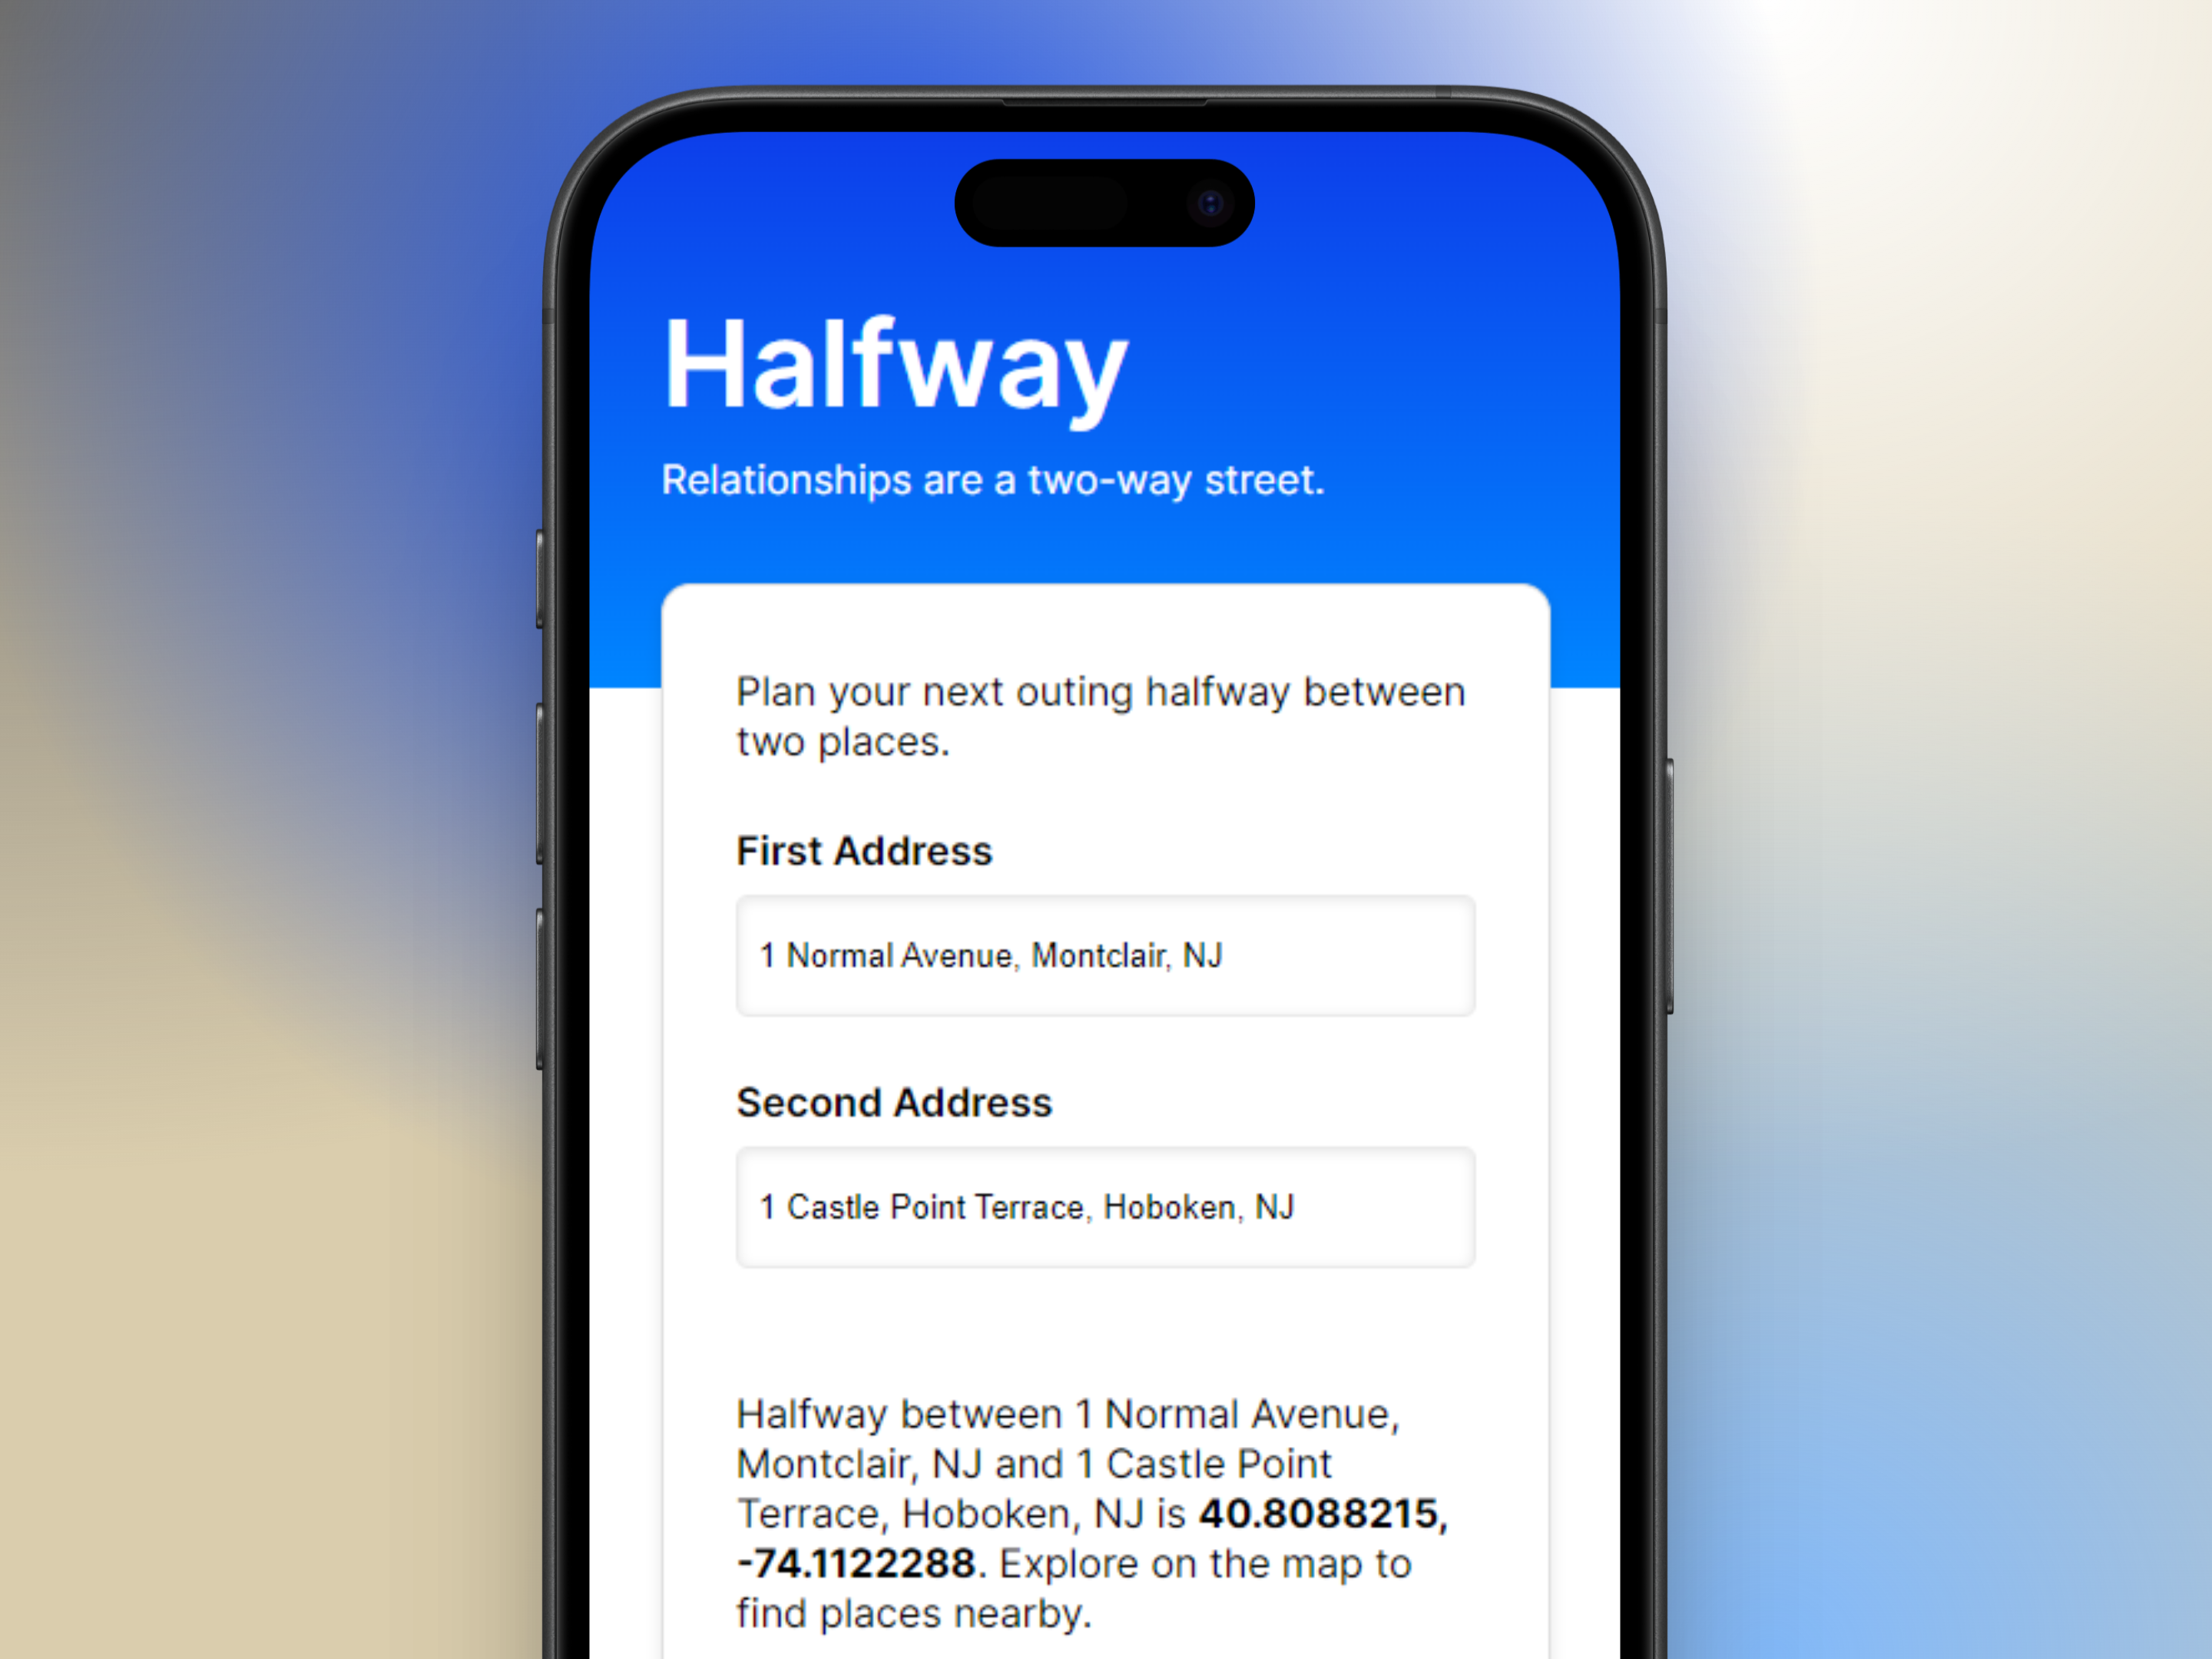 Halfway
Relationships are a two-way street.
Plan your next outing halfway between
two places.
First Address
1 Normal Avenue, Montclair, NJ
Second Address
1 Castle Point Terrace, Hoboken, NJ
Halfway between 1 Normal Avenue,
Montclair, NJ and 1 Castle Point
Terrace, Hoboken, NJ is 40.8088215,
-74.1122288. Explore on the map to
find places nearby.